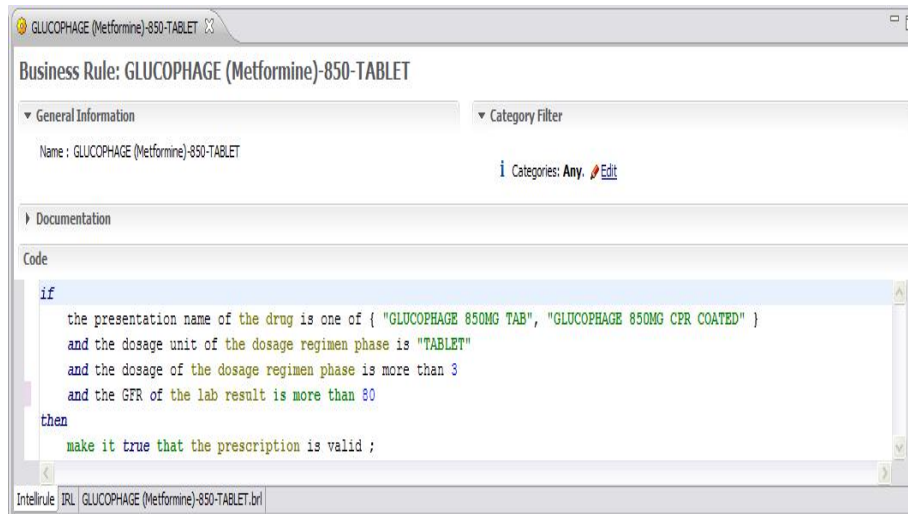 GLUCOPHAGE (Metformine)-850-TABLET
Business Rule: GLUCOPHAGE (Metformine)-850-TABLET
General Information
Category Filter
Name : GLUCOPHAGE (Metformine)-850-TABLET
i Categories: Any. Edit
Documentation
Code
if
the presentation name of the drug is one of { "GLUCOPHAGE 850MG TAB", "GLUCOPHAGE 850MG CPR COATED" }
and the dosage unit of the dosage regimen phase is "TABLET"
and the dosage of the dosage regimen phase is more than 3
and the GFR of the lab result is more than 80
then
make it true that the prescription is valid ;
Intellirule IRL GLUCOPHAGE (Metformine)-850-TABLET.brl